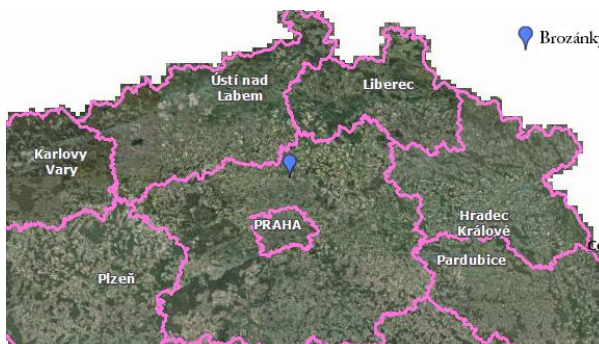 Brozánky
Ústí nad
Labem
Liberec
Karlovy
Vary
PRAHA
Hradec
Králové
Plzeň
Pardubice